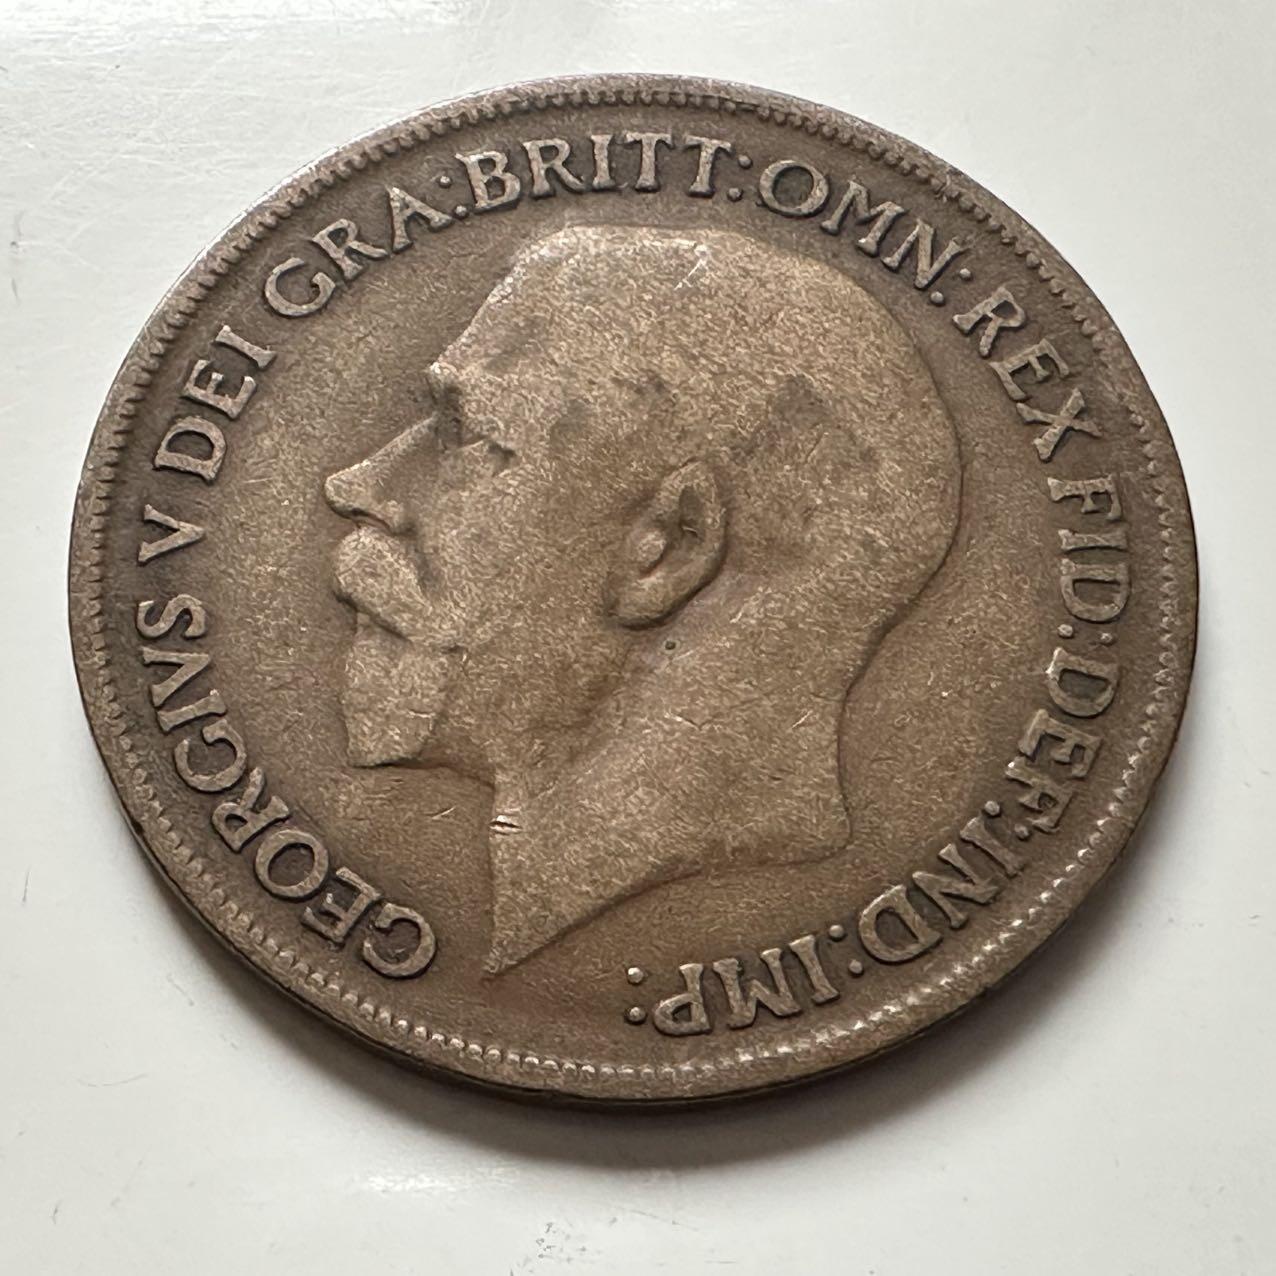 GEORGIVS V DEI GRA:BRITT:OMN:REX FID:DEF:IND:IMP: